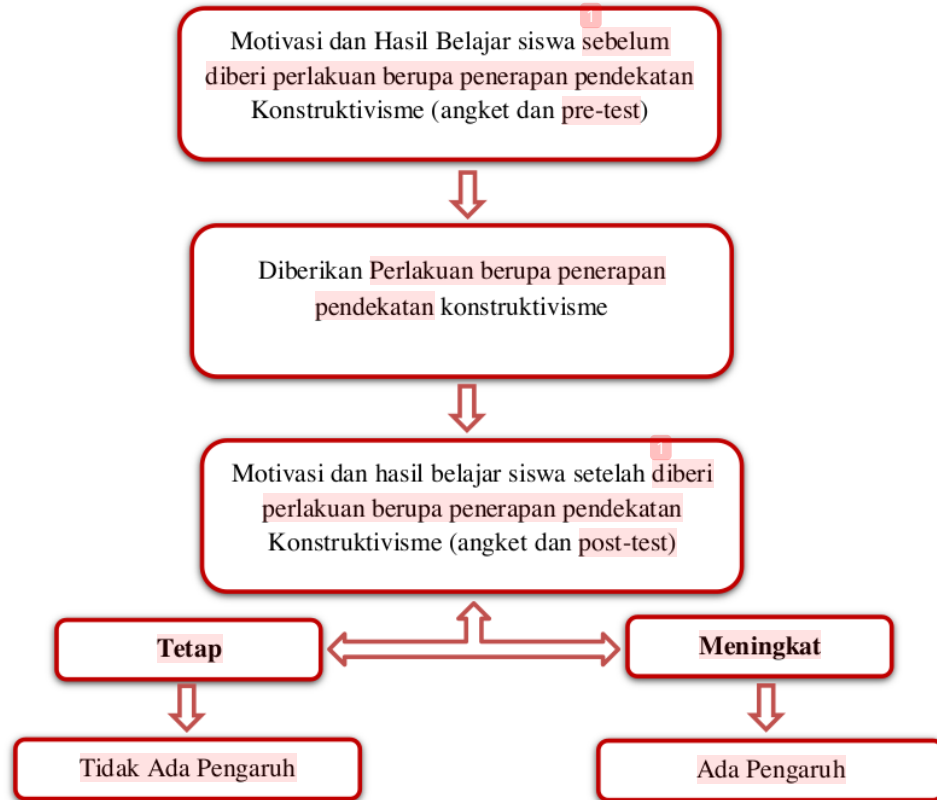 1
Motivasi dan Hasil Belajar siswa sebelum
diberi perlakuan berupa penerapan pendekatan
Konstruktivisme (angket dan pre-test)
Diberikan Perlakuan berupa penerapan
pendekatan konstruktivisme
1
Motivasi dan hasil belajar siswa setelah diberi
perlakuan berupa penerapan pendekatan
Konstruktivisme (angket dan post-test)
Tetap
Meningkat
Tidak Ada Pengaruh
Ada Pengaruh